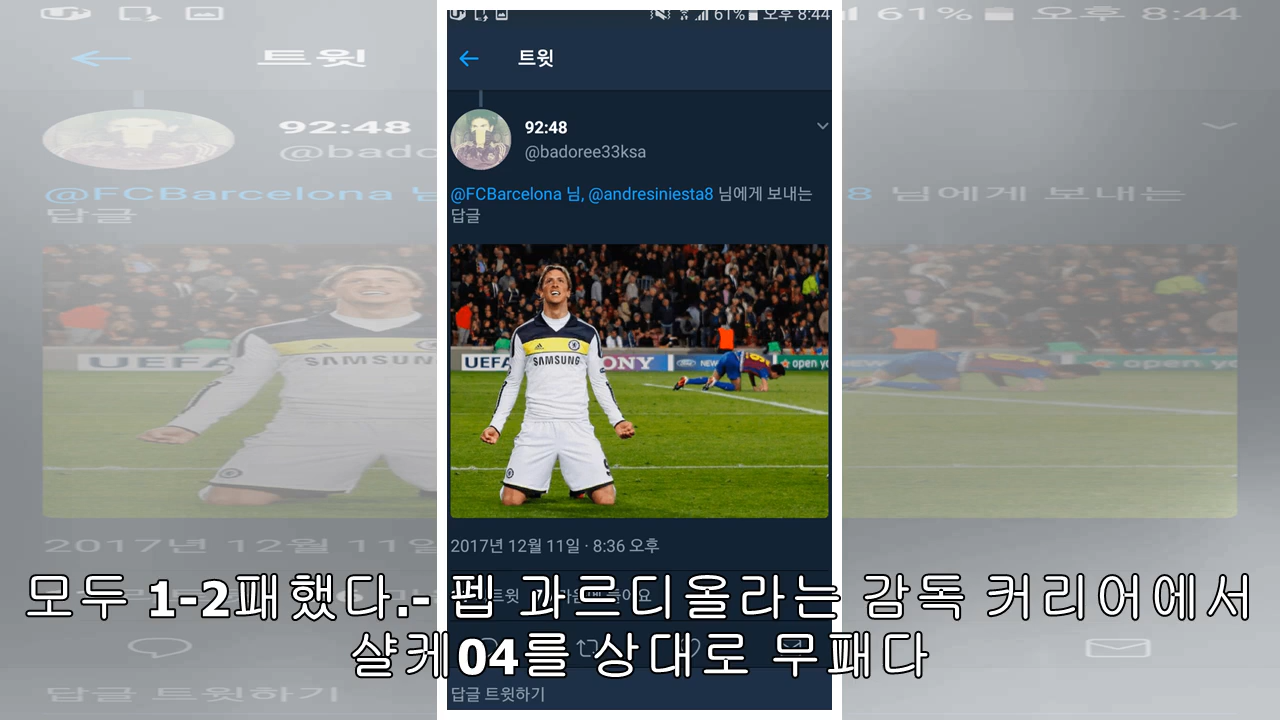 61% 오후 8:44
트윗
92:48
@badoree33ksa
@FCBarcelona 님, @andresiniesta8 님에게 보내는
답글
UEFA
SONY
open
SAMSUNG
2017년 12월 11일 · 8:36 오후
모두 1-2패했다.- 펩 과르디올라는 감독 커리어에서
샬케04를 상대로 무패다
답글 트윗하기